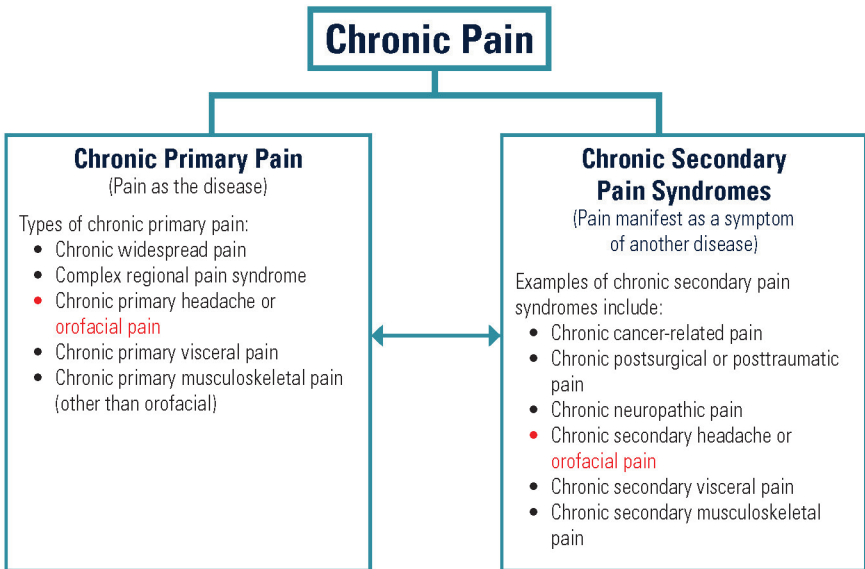 Chronic Pain
Chronic Primary Pain
(Pain as the disease)
Types of chronic primary pain:
• Chronic widespread pain
• Complex regional pain syndrome
• Chronic primary headache or
orofacial pain
• Chronic primary visceral pain
• Chronic primary musculoskeletal pain
(other than orofacial)
Chronic Secondary
Pain Syndromes
(Pain manifest as a symptom
of another disease)
Examples of chronic secondary pain
syndromes include:
• Chronic cancer-related pain
• Chronic postsurgical or posttraumatic
pain
• Chronic neuropathic pain
• Chronic secondary headache or
orofacial pain
• Chronic secondary visceral pain
• Chronic secondary musculoskeletal
pain